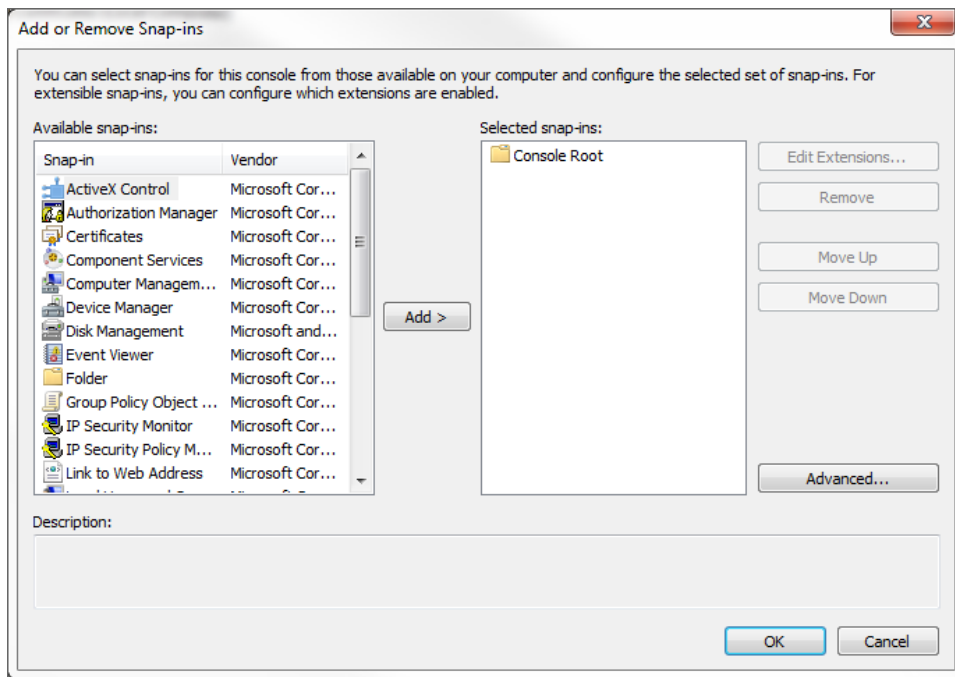 Add or Remove Snap-ins
You can select snap-ins for this console from those available on your computer and configure the selected set of snap-ins. For
extensible snap-ins, you can configure which extensions are enabled.
Available snap-ins:
Snap-in Vendor
ActiveX Control Microsoft Cor...
Authorization Manager Microsoft Cor...
Certificates Microsoft Cor...
Component Services Microsoft Cor...
Computer Managem... Microsoft Cor...
Device Manager Microsoft Cor...
Disk Management Microsoft and...
Event Viewer Microsoft Cor...
Folder Microsoft Cor...
Group Policy Object ... Microsoft Cor...
IP Security Monitor Microsoft Cor...
IP Security Policy M... Microsoft Cor...
Link to Web Address Microsoft Cor...
Add >
Selected snap-ins:
Console Root
Edit Extensions...
Remove
Move Up
Move Down
Advanced...
Description:
OK Cancel